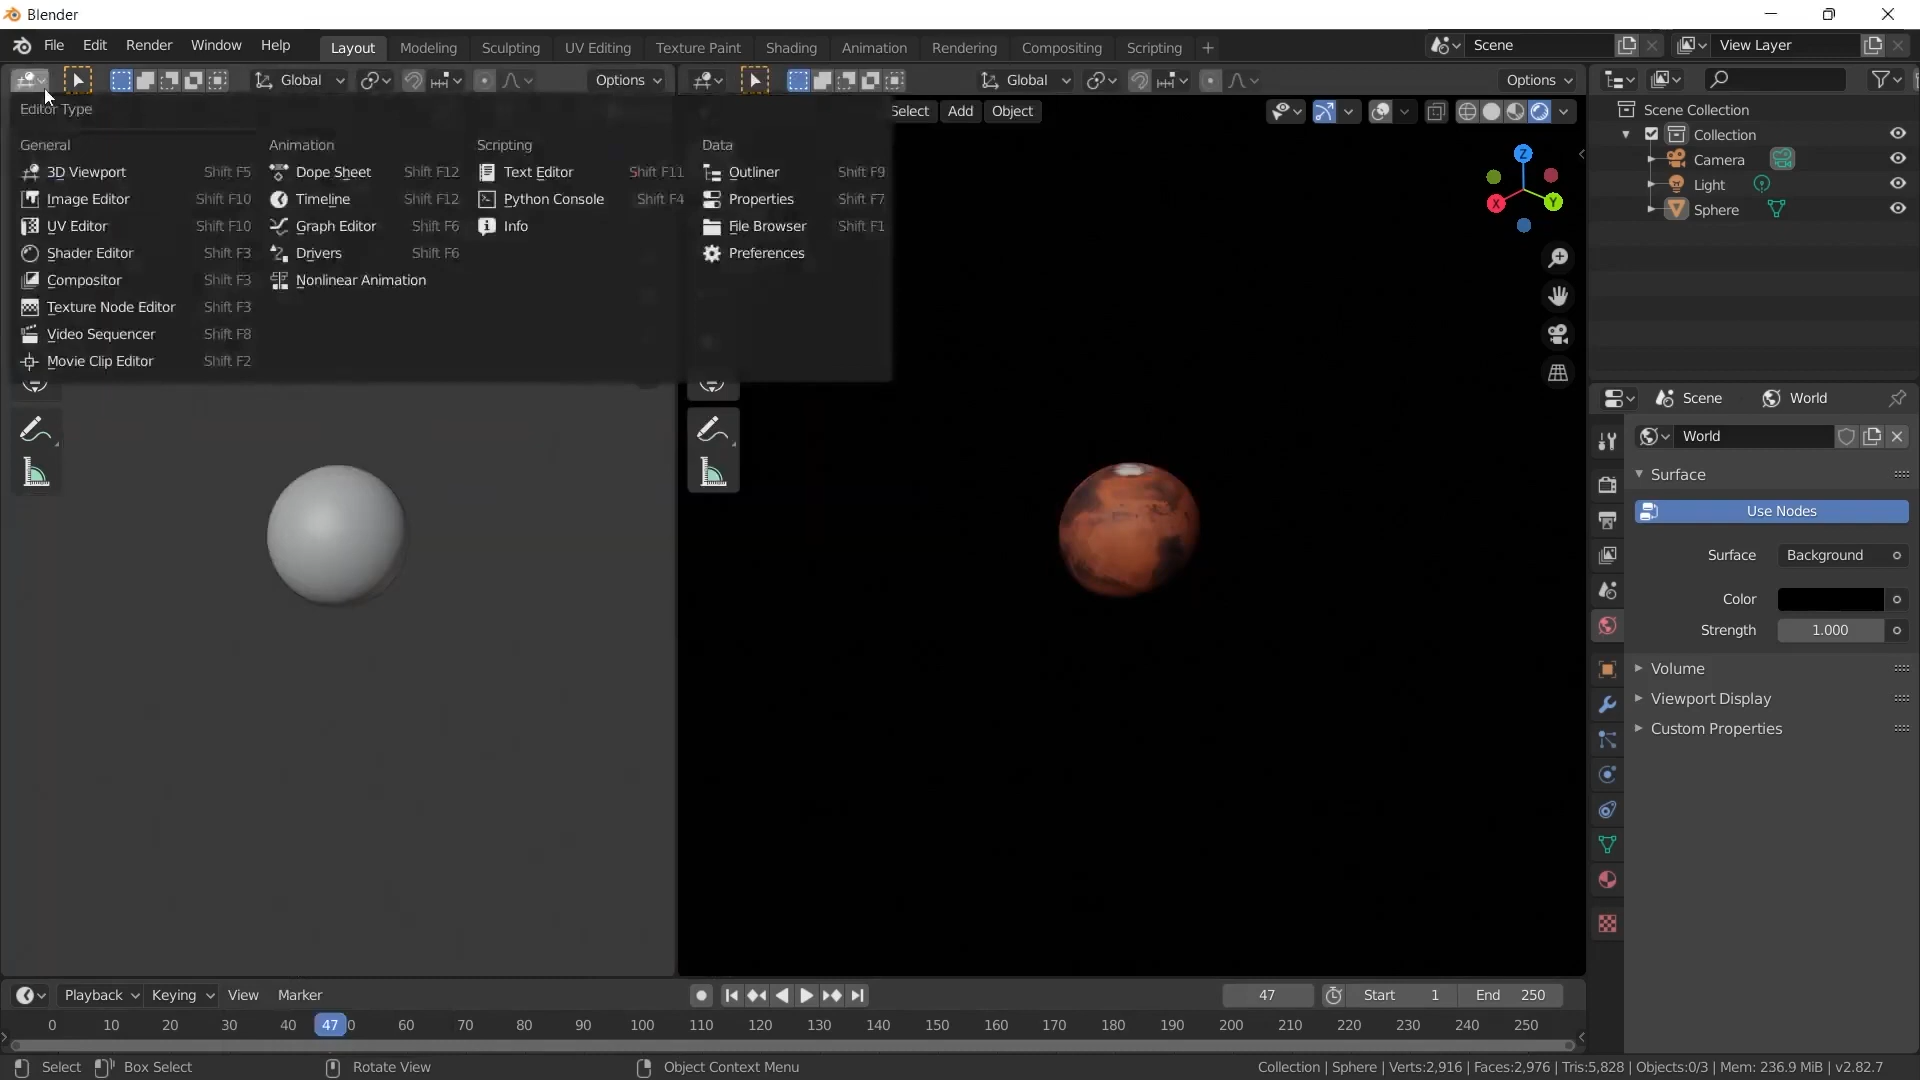 Blender
File Edit Render Window Help Layout Modeling Sculpting UV Editing Texture Paint Shading Animation Rendering Compositing Scripting + Scene View Layer
Global Options Global Options
Editor Type
Select Add Object
General
3D Viewport Shift F5
Image Editor Shift F10
UV Editor Shift F10
Shader Editor Shift F3
Compositor Shift F3
Texture Node Editor Shift F3
Video Sequencer Shift F8
Movie Clip Editor Shift F2
Animation
Dope Sheet Shift F12
Timeline Shift F12
Graph Editor Shift F6
Drivers Shift F6
Nonlinear Animation
Scripting
Text Editor Shift F11
Python Console Shift F4
Info
Data
Outliner Shift F9
Properties Shift F7
File Browser Shift F1
Preferences
Z
X Y
Scene Collection
Collection
Camera
Light
Sphere
Scene World
World
Surface
Use Nodes
Surface Background
Color
Strength 1.000
Volume
Viewport Display
Custom Properties
Playback Keying View Marker 47 Start 1 End 250
0 10 20 30 40 47 0 60 70 80 90 100 110 120 130 140 150 160 170 180 190 200 210 220 230 240 250
Select Box Select Rotate View Object Context Menu Collection | Sphere | Verts:2,916 | Faces:2,976 | Tris:5,828 | Objects:0/3 | Mem: 236.9 MiB | v2.82.7